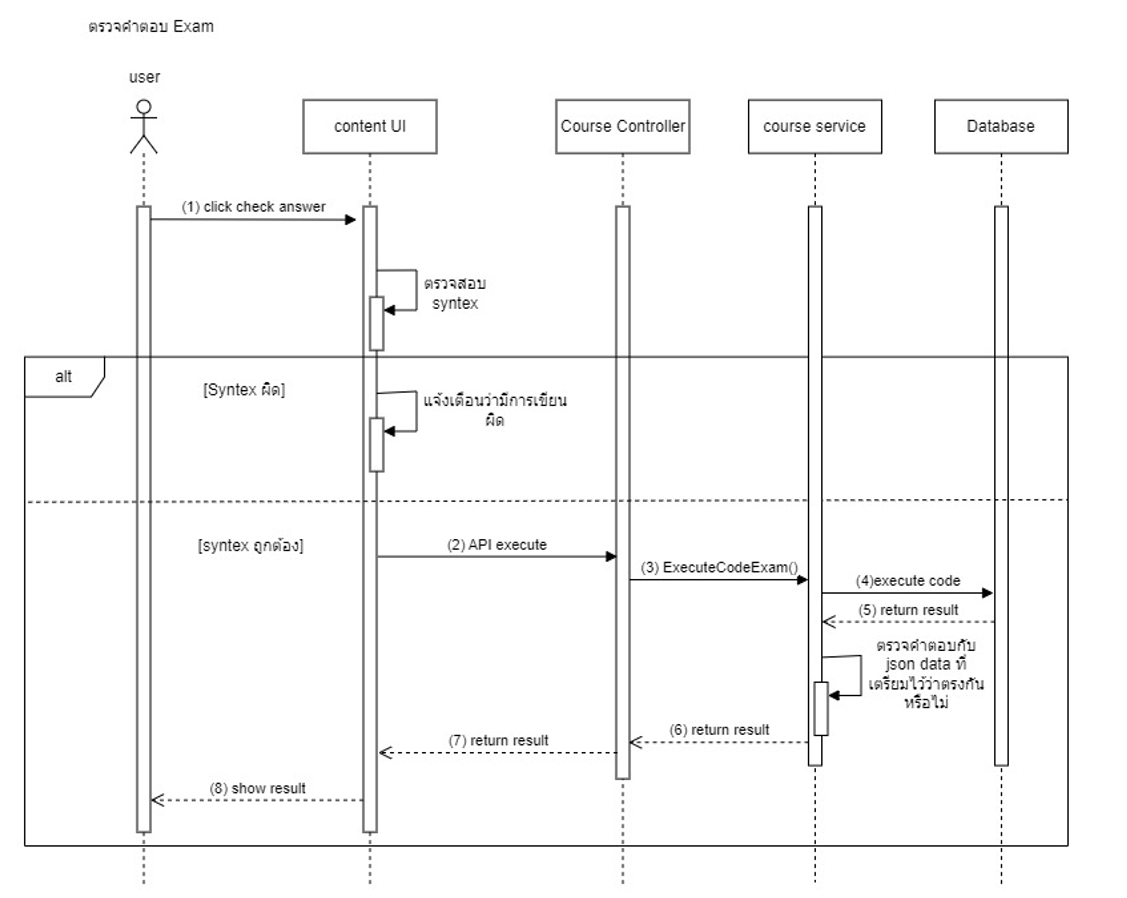 ตรวจคำตอบ Exam
user
content UI
Course Controller
course service
Database
(1) click check answer
ตรวจสอบ
syntex
alt
[Syntex ผิด]
แจ้งเตือนว่ามีการเขียน
ผิด
[syntex ถูกต้อง]
(2) API execute
(3) ExecuteCodeExam()
(4)execute code
(5) return result
ตรวจคำตอบกับ
json data ที่
เตรียมไว้ว่าตรงกัน
หรือไม่
(6) return result
(7) return result
(8) show result